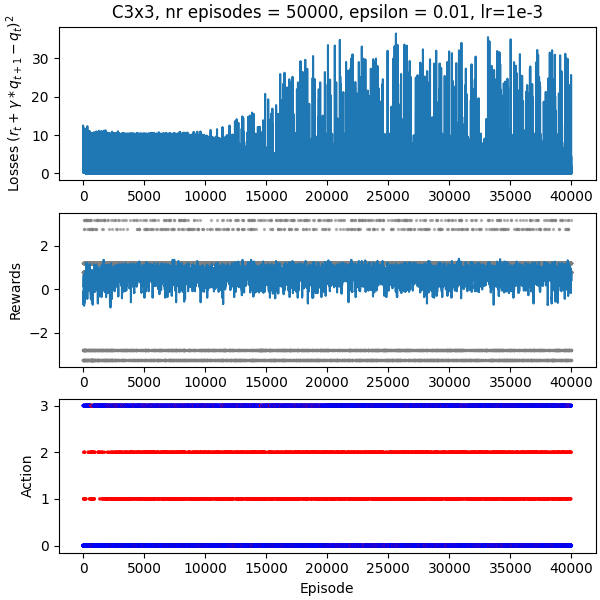 C3x3, nr episodes = 50000, epsilon = 0.01, lr=1e-3
Losses $(r_t + \gamma * q_{t+1} - q_t)^2$
30
20
10
0
0 5000 10000 15000 20000 25000 30000 35000 40000
Rewards
2
0
−2
0 5000 10000 15000 20000 25000 30000 35000 40000
Action
3
2
1
0
0 5000 10000 15000 20000 25000 30000 35000 40000
Episode